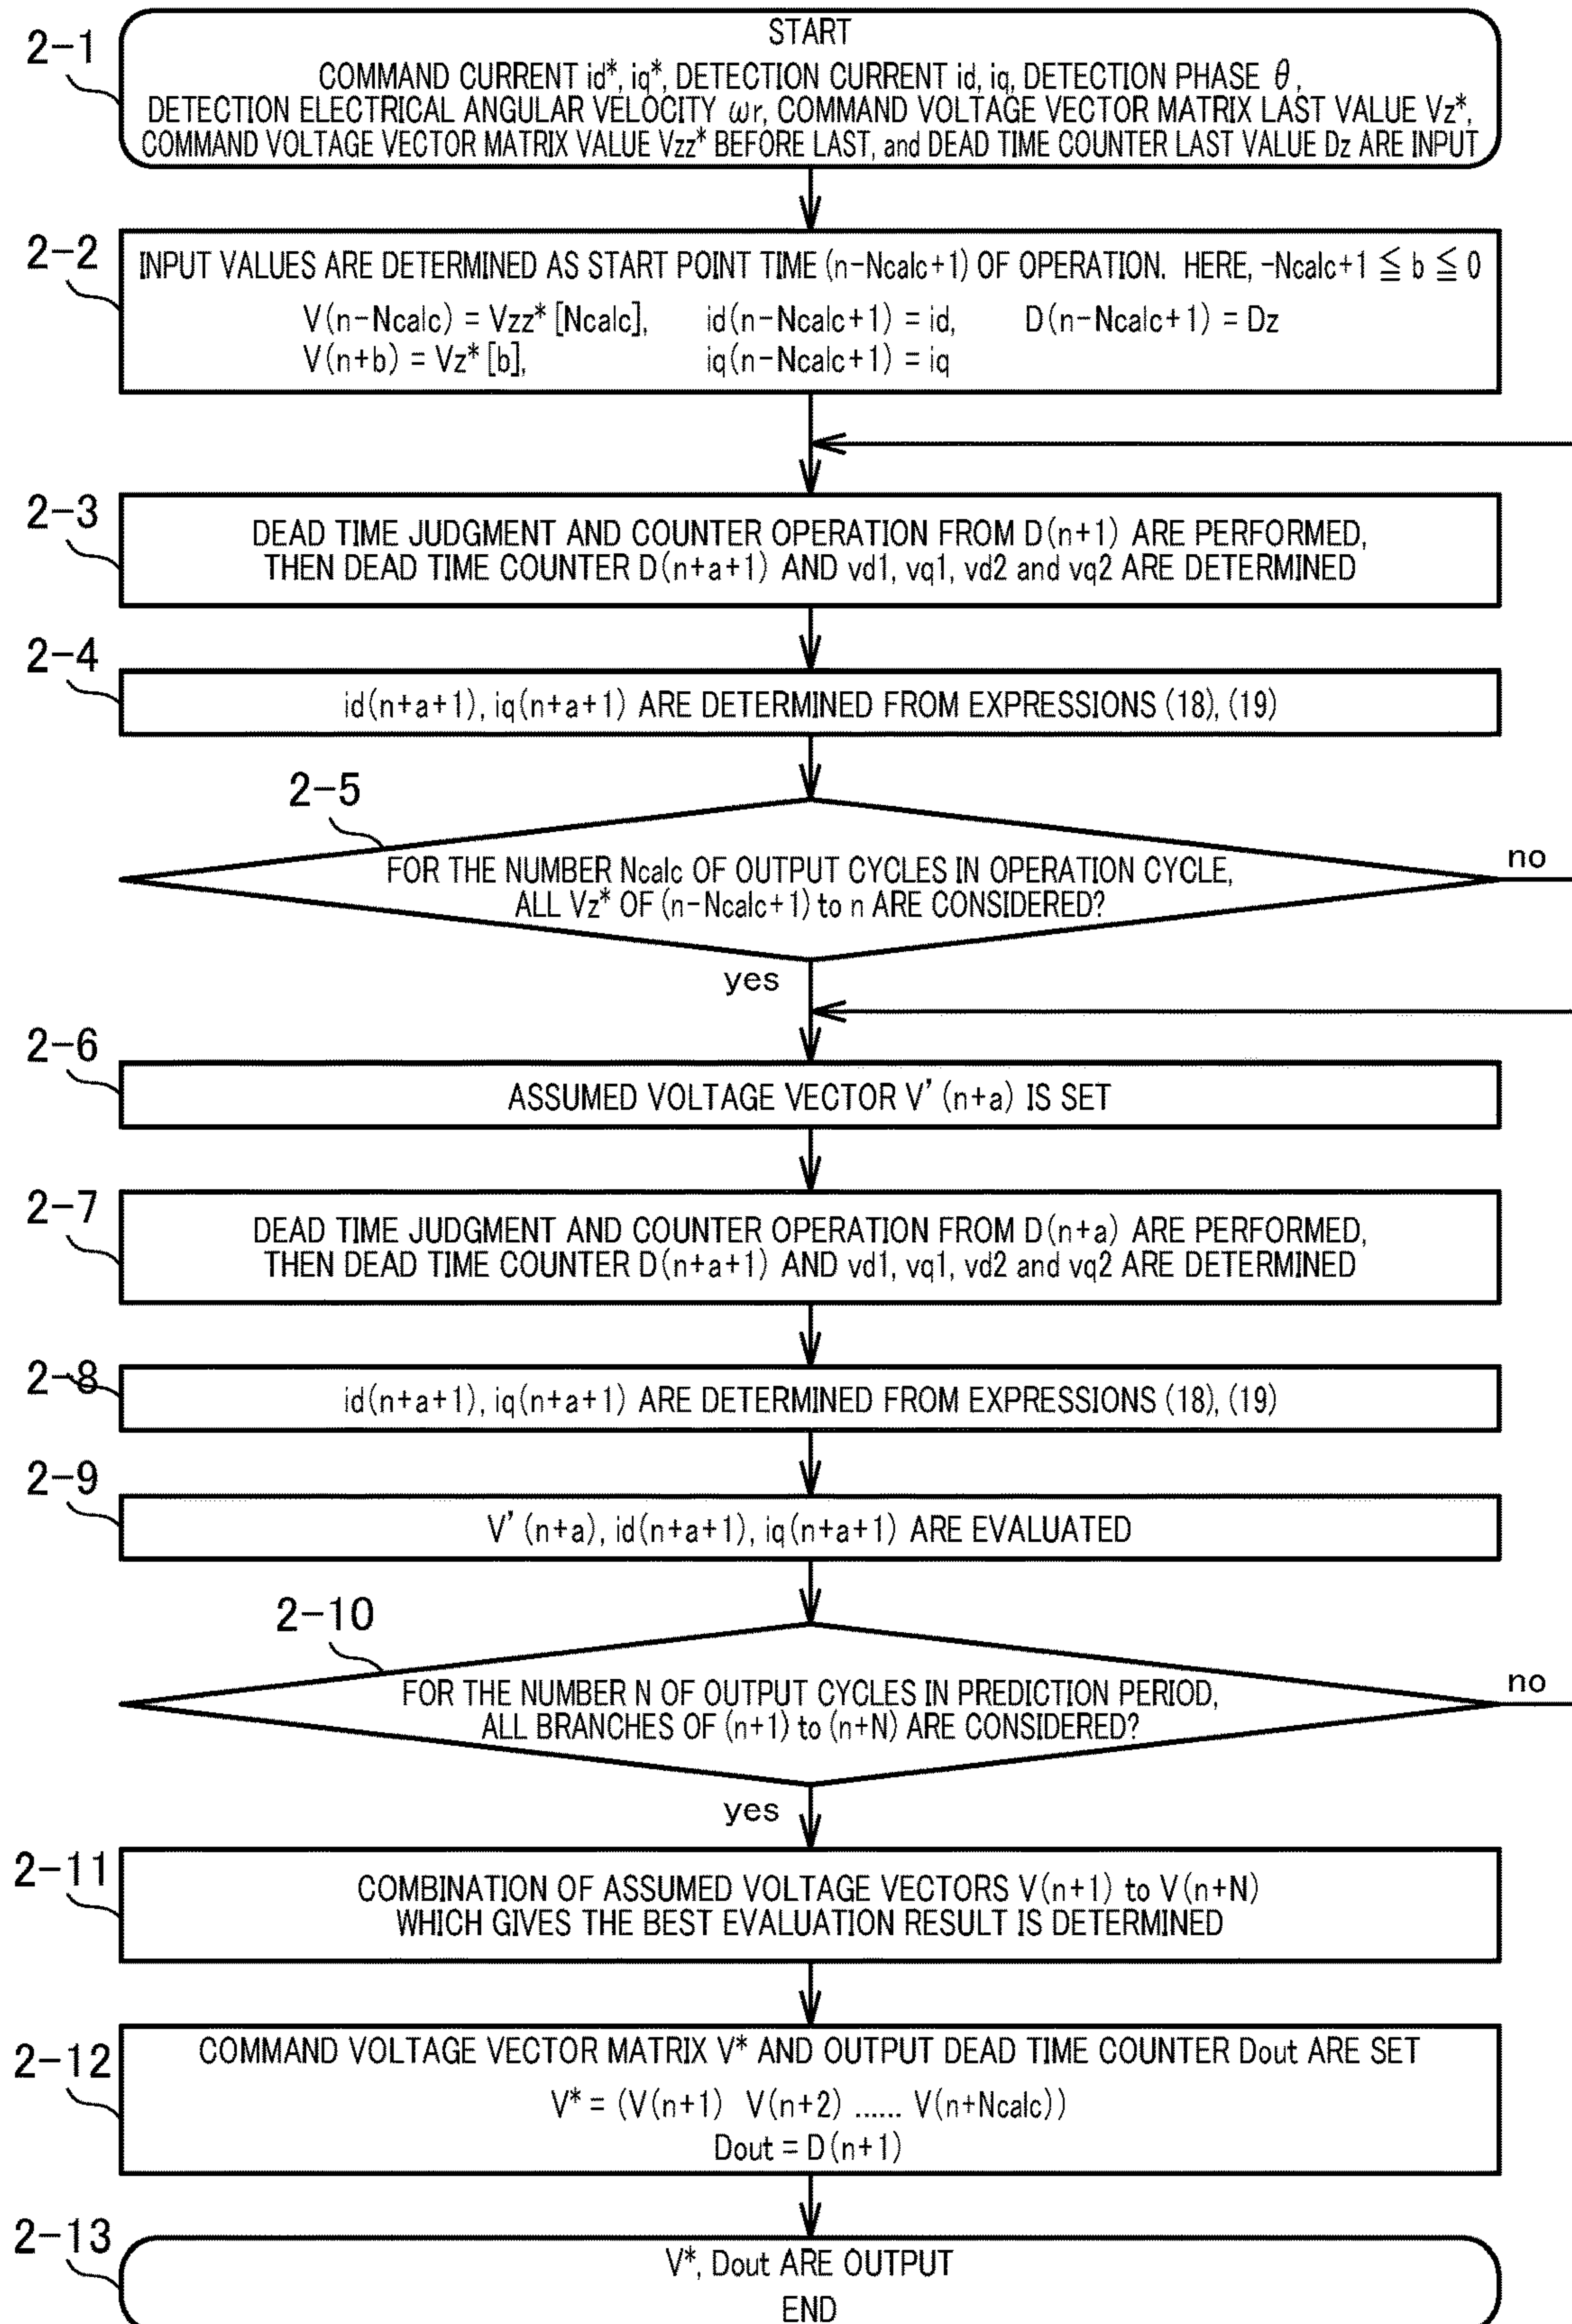 2-1
START
COMMAND CURRENT id*, iq*, DETECTION CURRENT id, iq, DETECTION PHASE θ,
DETECTION ELECTRICAL ANGULAR VELOCITY ωr, COMMAND VOLTAGE VECTOR MATRIX LAST VALUE Vz*,
COMMAND VOLTAGE VECTOR MATRIX VALUE Vzz* BEFORE LAST, and DEAD TIME COUNTER LAST VALUE Dz ARE INPUT
2-2
INPUT VALUES ARE DETERMINED AS START POINT TIME (n-Ncalc+1) OF OPERATION. HERE, -Ncalc+1 ≦ b ≦ 0
V(n-Ncalc) = Vzz* [Ncalc], id(n-Ncalc+1) = id, D(n-Ncalc+1) = Dz
V(n+b) = Vz* [b], iq(n-Ncalc+1) = iq
2-3
DEAD TIME JUDGMENT AND COUNTER OPERATION FROM D(n+1) ARE PERFORMED,
THEN DEAD TIME COUNTER D(n+a+1) AND vd1, vq1, vd2 and vq2 ARE DETERMINED
2-4
id(n+a+1), iq(n+a+1) ARE DETERMINED FROM EXPRESSIONS (18), (19)
2-5
FOR THE NUMBER Ncalc OF OUTPUT CYCLES IN OPERATION CYCLE,
ALL Vz* OF (n-Ncalc+1) to n ARE CONSIDERED?
no
yes
2-6
ASSUMED VOLTAGE VECTOR V' (n+a) IS SET
2-7
DEAD TIME JUDGMENT AND COUNTER OPERATION FROM D(n+a) ARE PERFORMED,
THEN DEAD TIME COUNTER D(n+a+1) AND vd1, vq1, vd2 and vq2 ARE DETERMINED
2-8
id(n+a+1), iq(n+a+1) ARE DETERMINED FROM EXPRESSIONS (18), (19)
2-9
V' (n+a), id(n+a+1), iq(n+a+1) ARE EVALUATED
2-10
FOR THE NUMBER N OF OUTPUT CYCLES IN PREDICTION PERIOD,
ALL BRANCHES OF (n+1) to (n+N) ARE CONSIDERED?
no
yes
2-11
COMBINATION OF ASSUMED VOLTAGE VECTORS V(n+1) to V(n+N)
WHICH GIVES THE BEST EVALUATION RESULT IS DETERMINED
2-12
COMMAND VOLTAGE VECTOR MATRIX V* AND OUTPUT DEAD TIME COUNTER Dout ARE SET
V* = (V(n+1) V(n+2) ...... V(n+Ncalc))
Dout = D(n+1)
2-13
V*, Dout ARE OUTPUT
END